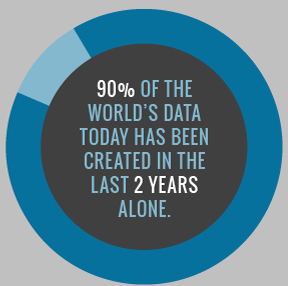 90% OF THE
WORLD'S DATA
TODAY HAS BEEN
CREATED IN THE
LAST 2 YEARS
ALONE.